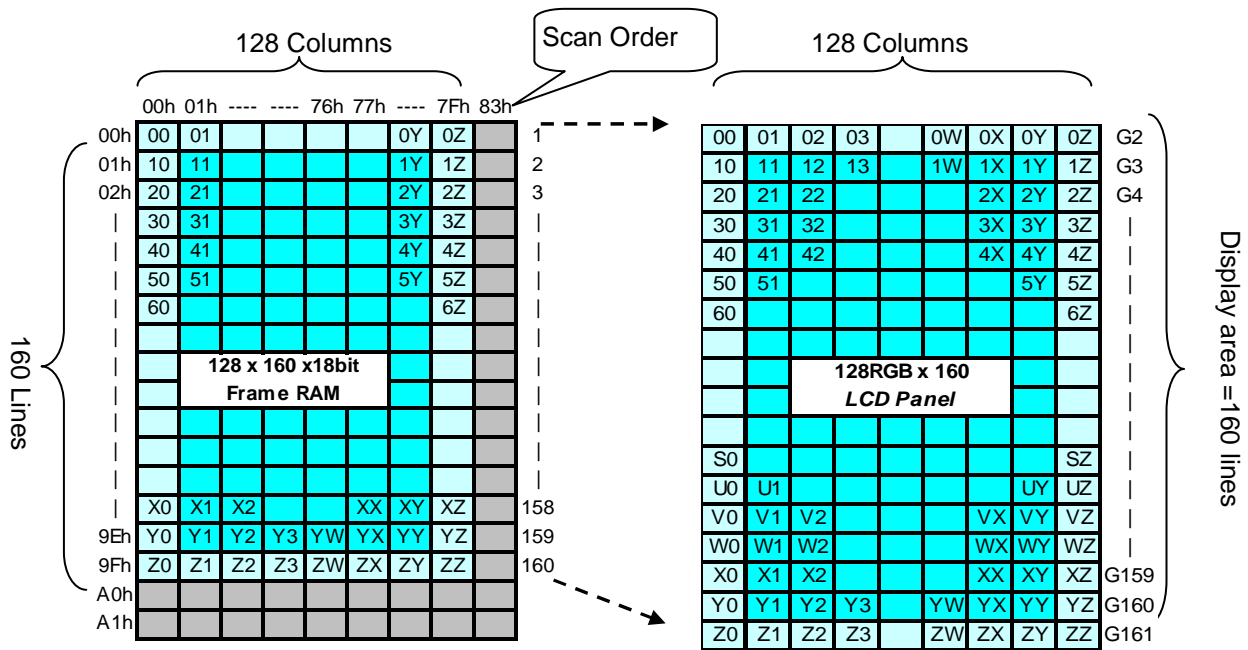 128 Columns
Scan Order
128 Columns
00h 01h ---- ---- 76h 77h ---- 7Fh 83h
00h 00 01 0Y 0Z 1
01h 10 11 1Y 1Z 2
02h 20 21 2Y 2Z 3
30 31 3Y 3Z
40 41 4Y 4Z
50 51 5Y 5Z
60 6Z
128 x 160 x18bit
Frame RAM
X0 X1 X2 XX XY XZ 158
9Eh Y0 Y1 Y2 Y3 YW YX YY YZ 159
9Fh Z0 Z1 Z2 Z3 ZW ZX ZY ZZ 160
A0h
A1h
160 Lines
00 01 02 03 0W 0X 0Y 0Z G2
10 11 12 13 1W 1X 1Y 1Z G3
20 21 22 2X 2Y 2Z G4
30 31 32 3X 3Y 3Z
40 41 42 4X 4Y 4Z
50 51 5Y 5Z
60 6Z
128RGB x 160
LCD Panel
S0 SZ
U0 U1 UY UZ
V0 V1 V2 VX VY VZ
W0 W1 W2 WX WY WZ
X0 X1 X2 XX XY XZ G159
Y0 Y1 Y2 Y3 YW YX YY YZ G160
Z0 Z1 Z2 Z3 ZW ZX ZY ZZ G161
Display area =160 lines